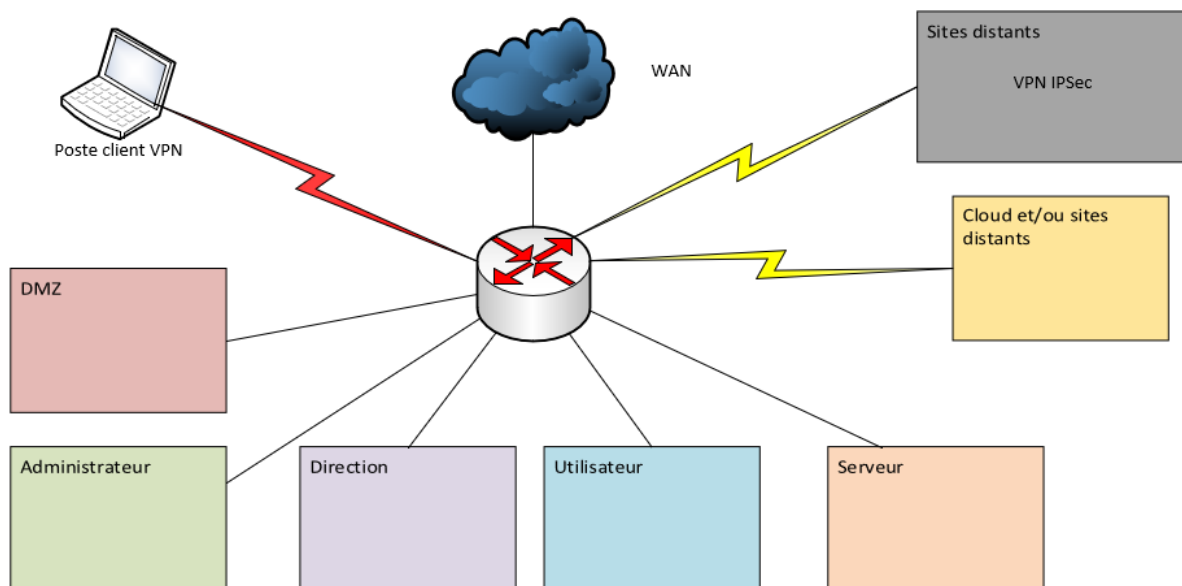 Sites distants
WAN
VPN IPSec
Poste client VPN
Cloud et/ou sites
distants
DMZ
Administrateur
Direction
Utilisateur
Serveur